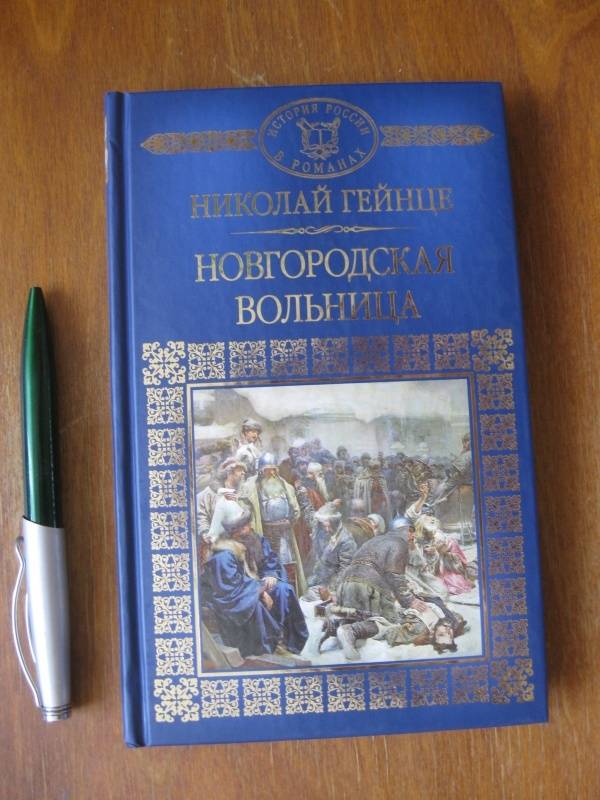 ИСТОРИЯ РОССИИ
В РОМАНАХ
НИКОЛАЙ ГЕЙНЦЕ
НОВГОРОДСКАЯ
ВОЛЬНИЦА